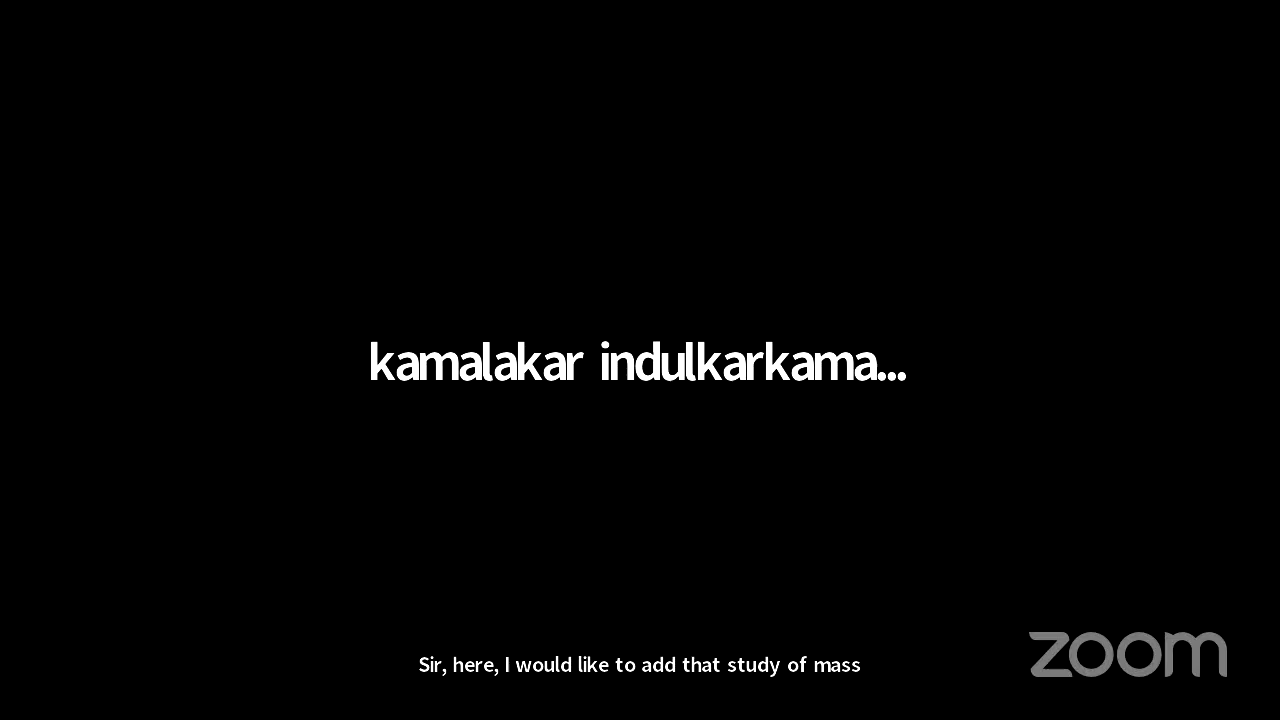 kamalakar indulkarkama...
Sir, here, I would like to add that study of mass
zoom